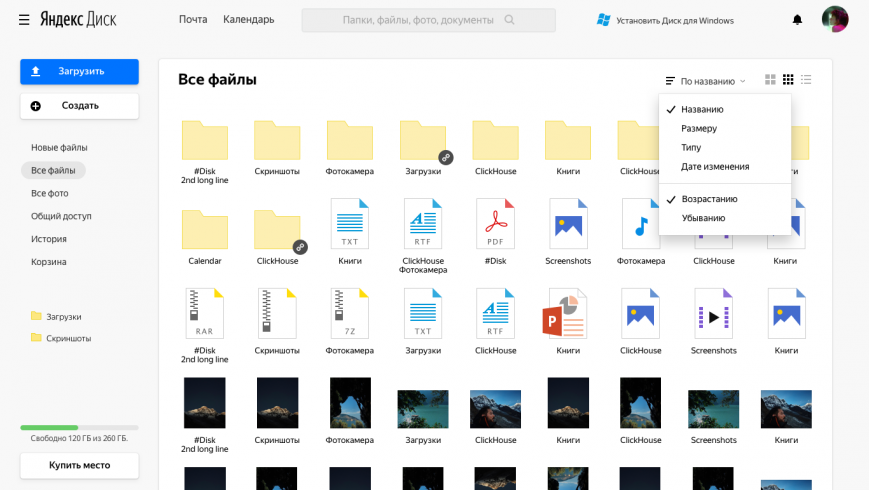 Яндекс Диск
Почта
Календарь
Папки, файлы, фото, документы
Установить Диск для Windows
Загрузить
Создать
Новые файлы
Все файлы
Все фото
Общий доступ
История
Корзина
Загрузки
Скриншоты
Свободно 120 ГБ из 260 ГБ.
Купить место
Все файлы
По названию
Названию
Размеру
Типу
Дате изменения
Возрастанию
Убыванию
#Disk
2nd long line
Скриншоты
Фотокамера
Загрузки
ClickHouse
Книги
ClickHouse
Calendar
ClickHouse
TXT
Книги
RTF
ClickHouse
Фотокамера
PDF
#Disk
Screenshots
Фотокамера
ClickHouse
Книги
RAR
#Disk
2nd long line
Скриншоты
7Z
Фотокамера
TXT
Загрузки
RTF
ClickHouse
P
Книги
ClickHouse
Screenshots
Книги
#Disk
2nd long line
Скриншоты
Фотокамера
Загрузки
ClickHouse
Книги
ClickHouse
Screenshots
Книги